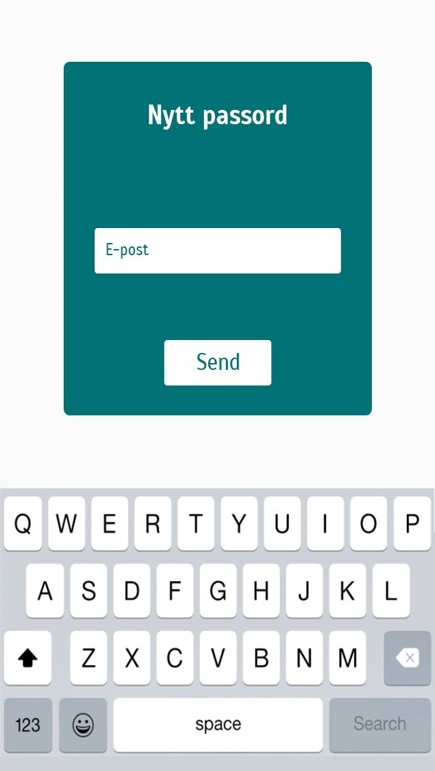 Nytt passord
E-post
Send
Q W E R T Y U I O P
A S D F G H J K L
Z X C V B N M
123 space Search